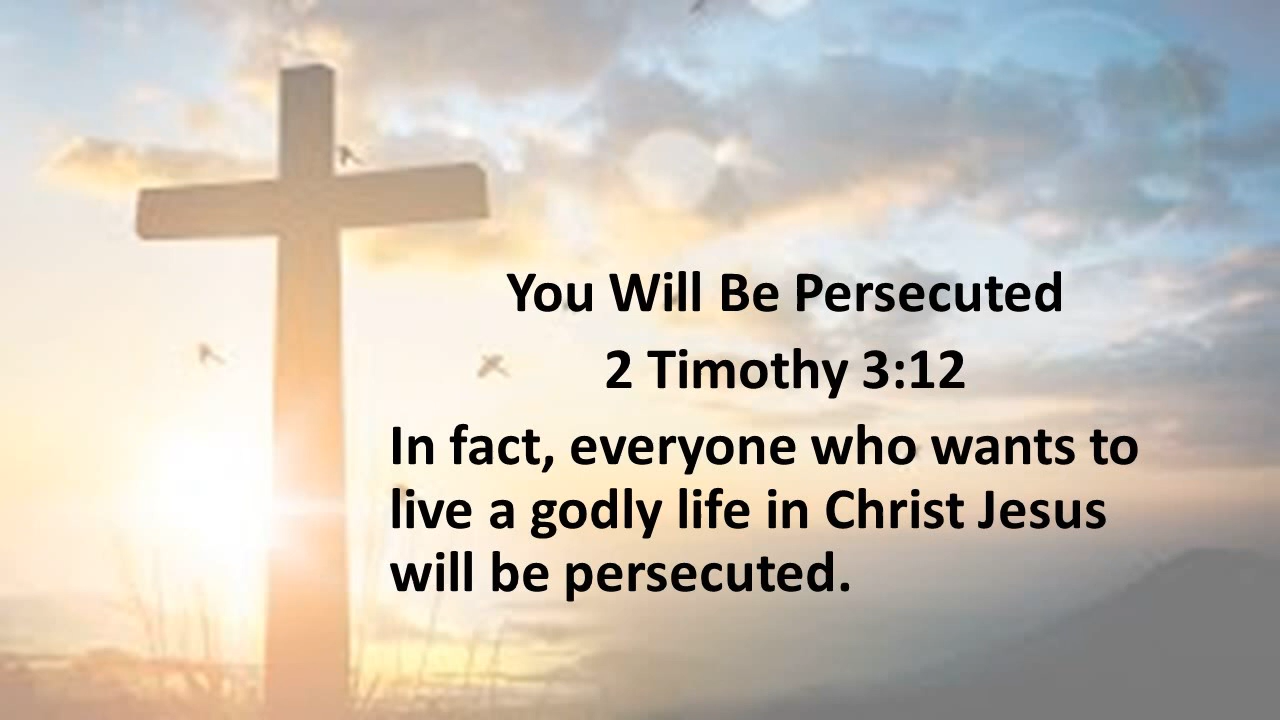 You Will Be Persecuted
2 Timothy 3:12
In fact, everyone who wants to
live a godly life in Christ Jesus
will be persecuted.